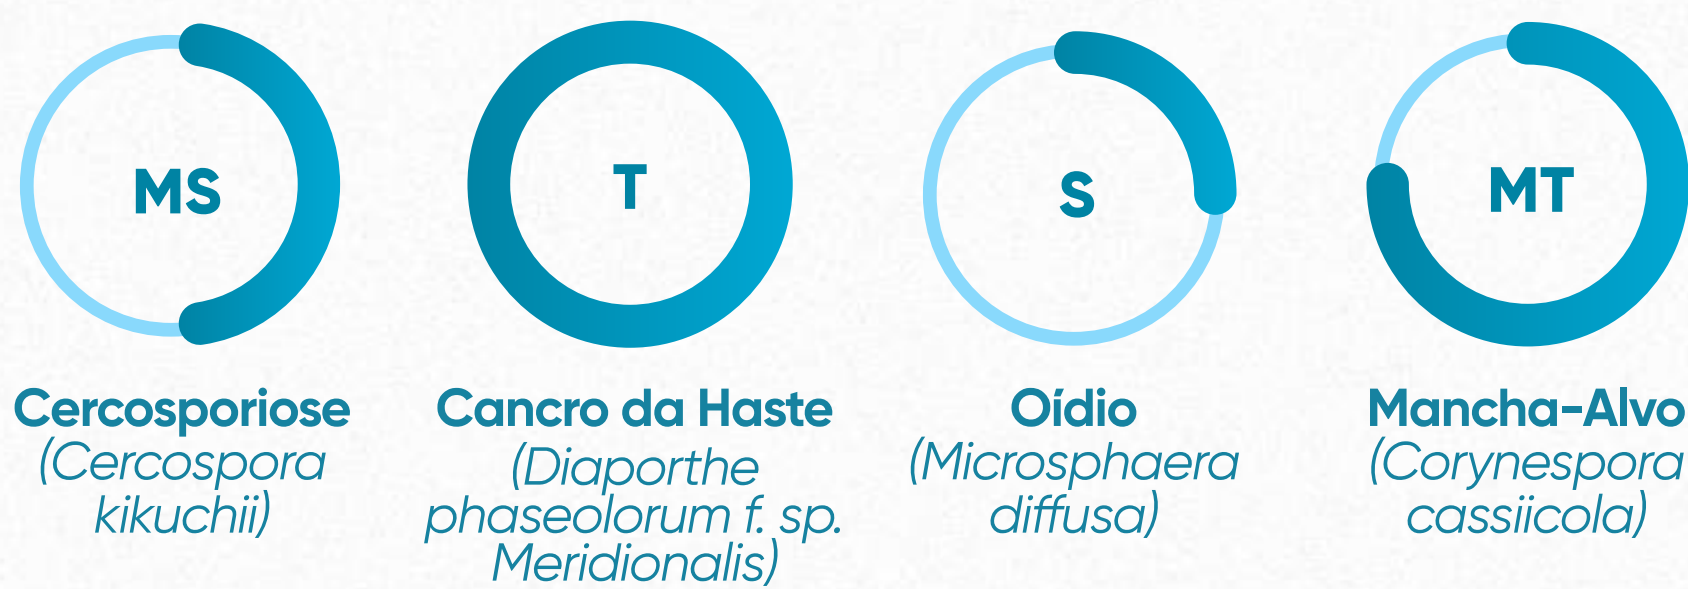 MS
Cercosporiose
(Cercospora
kikuchii)
T
Cancro da Haste
(Diaporthe
phaseolorum f. sp.
Meridionalis)
S
Oídio
(Microsphaera
diffusa)
MT
Mancha-Alvo
(Corynespora
cassiicola)